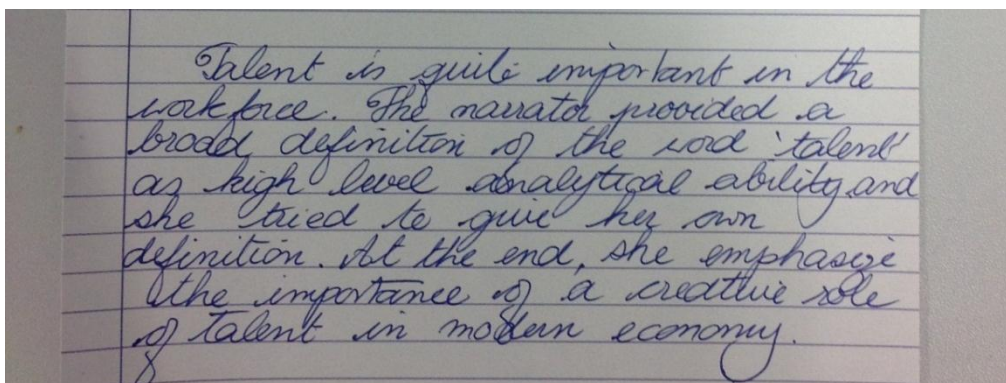 Talent is quite important in the
workforce. The narrator provided a
broad definition of the word 'talent'
as high level analytical ability and
she tried to give her own
definition. At the end, she emphasize
the importance of a creative role
of talent in modern economy.